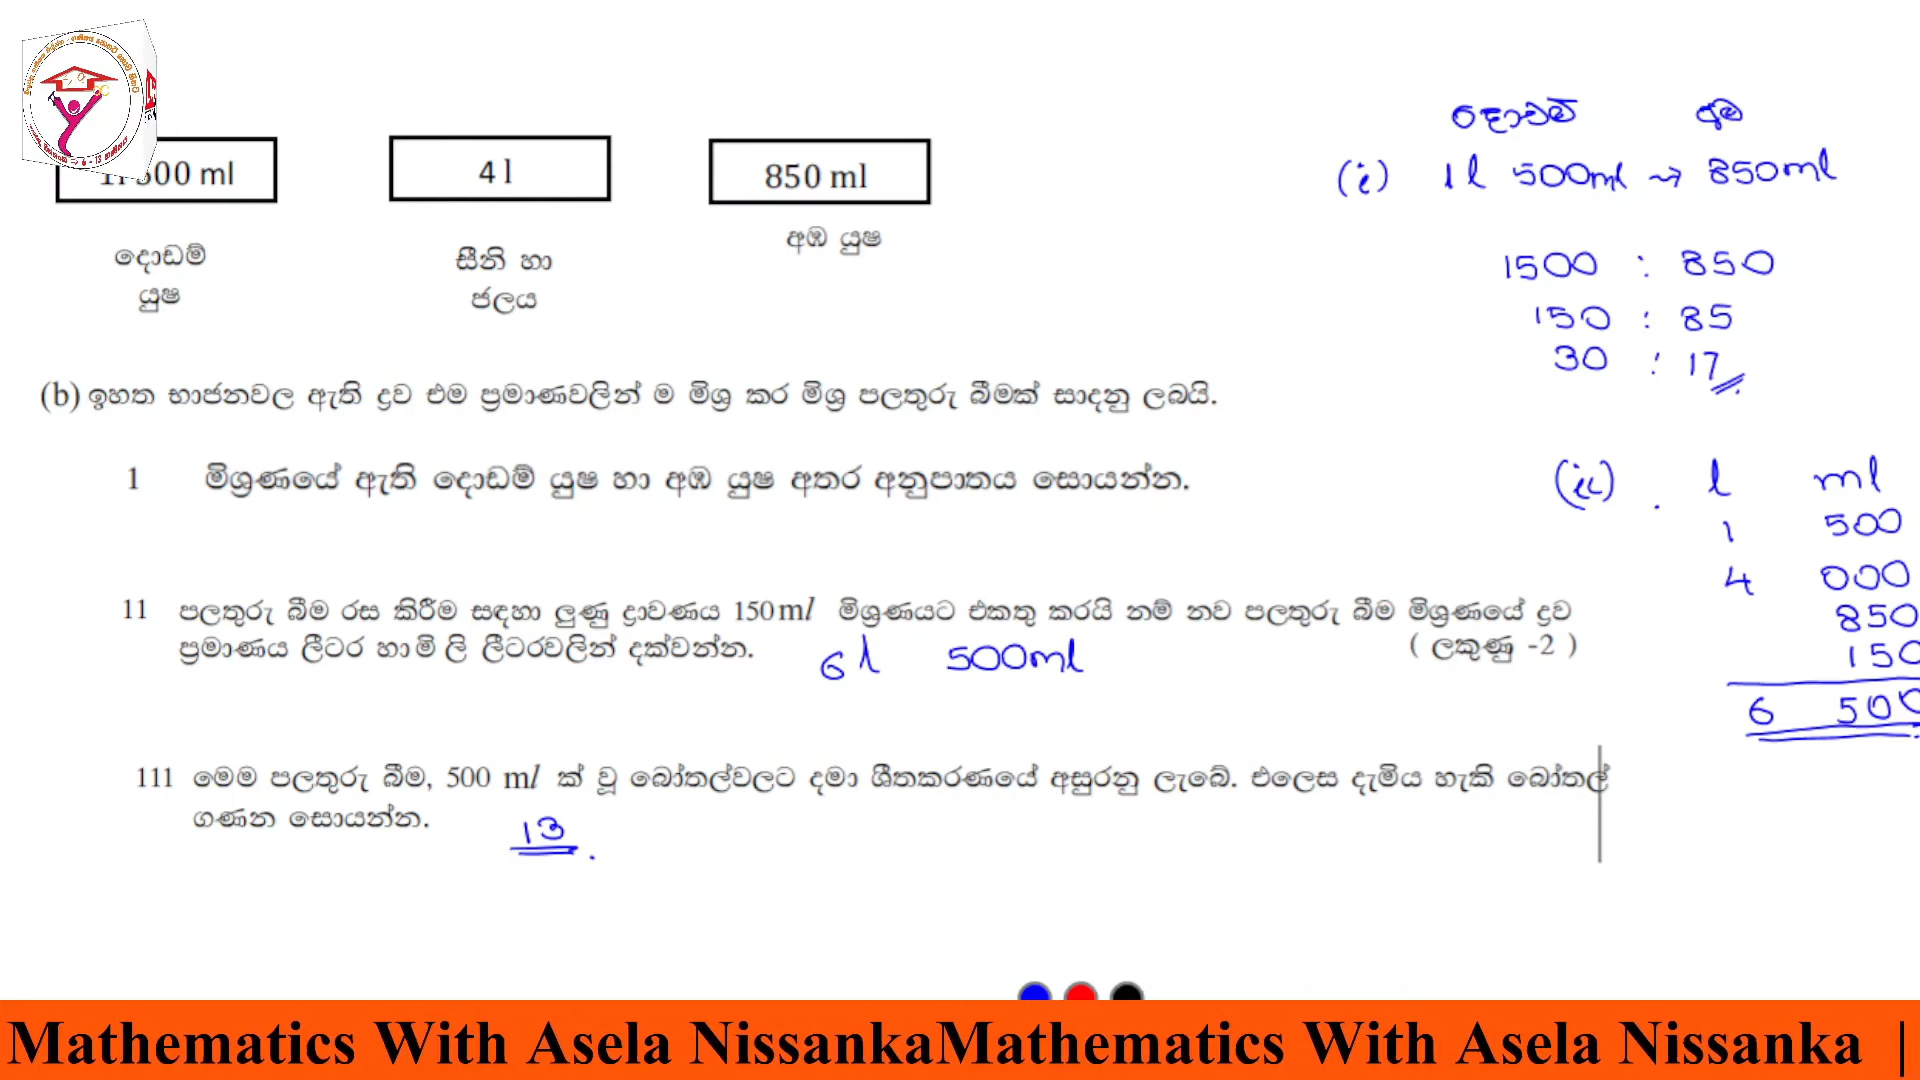 500 ml
4 l
850 ml
දොඩම්
යුෂ
සීනි හා
ජලය
අඹ යුෂ
(b) ඉහත භාජනවල ඇති ද්‍රව එම ප්‍රමාණවලින් ම මිශ්‍ර කර මිශ්‍ර පලතුරු බීමක් සාදනු ලබයි.
1 මිශ්‍රණයේ ඇති දොඩම් යුෂ හා අඹ යුෂ අතර අනුපාතය සොයන්න.
11 පලතුරු බීම රස කිරීම සඳහා ලුණු ද්‍රාවණය 150 ml මිශ්‍රණයට එකතු කරයි නම් නව පලතුරු බීම මිශ්‍රණයේ ද්‍රව
ප්‍රමාණය ලීටර හා මි ලි ලීටරවලින් දක්වන්න. ( ලකුණු -2 )
6 l 500ml
111 මෙම පලතුරු බීම, 500 ml ක් වූ බෝතල්වලට දමා ශීතකරණයේ අසුරනු ලැබේ. එලෙස දැමිය හැකි බෝතල්
ගණන සොයන්න.
13
දොඩම් අඹ
(i) 1 l 500ml → 850ml
1500 : 850
150 : 85
30 : 17
(ii) l ml
1 500
4 000
850
150
6 500
Mathematics With Asela NissankaMathematics With Asela Nissanka |